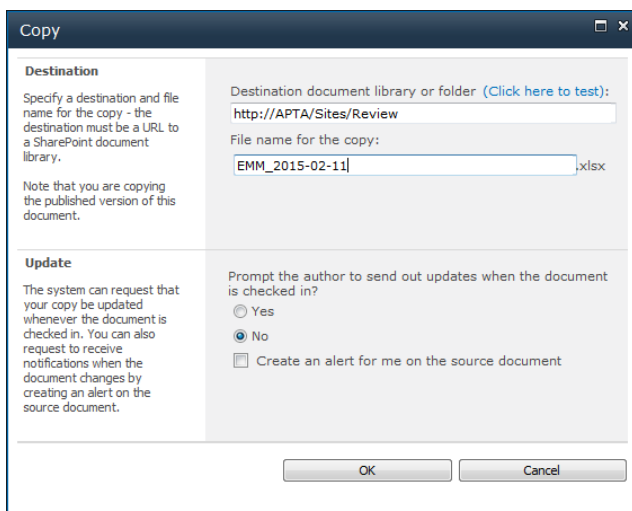 Copy
Destination
Specify a destination and file
name for the copy - the
destination must be a URL to
a SharePoint document
library.
Note that you are copying
the published version of this
document.
Destination document library or folder (Click here to test):
http://APTA/Sites/Review
File name for the copy:
EMM_2015-02-11 .xlsx
Update
The system can request that
your copy be updated
whenever the document is
checked in. You can also
request to receive
notifications when the
document changes by
creating an alert on the
source document.
Prompt the author to send out updates when the document
is checked in?
Yes
No
Create an alert for me on the source document
OK Cancel